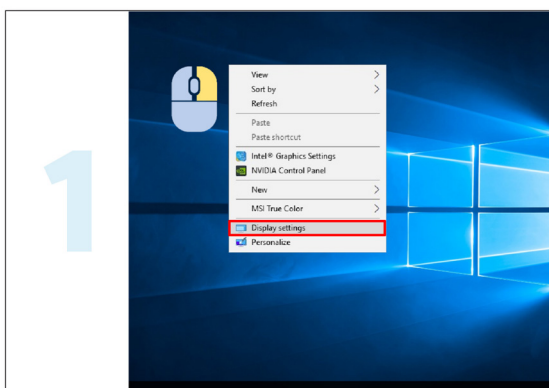 1
View
Sort by
Refresh
Paste
Paste shortcut
Intel® Graphics Settings
NVIDIA Control Panel
New
MSI True Color
Display settings
Personalize